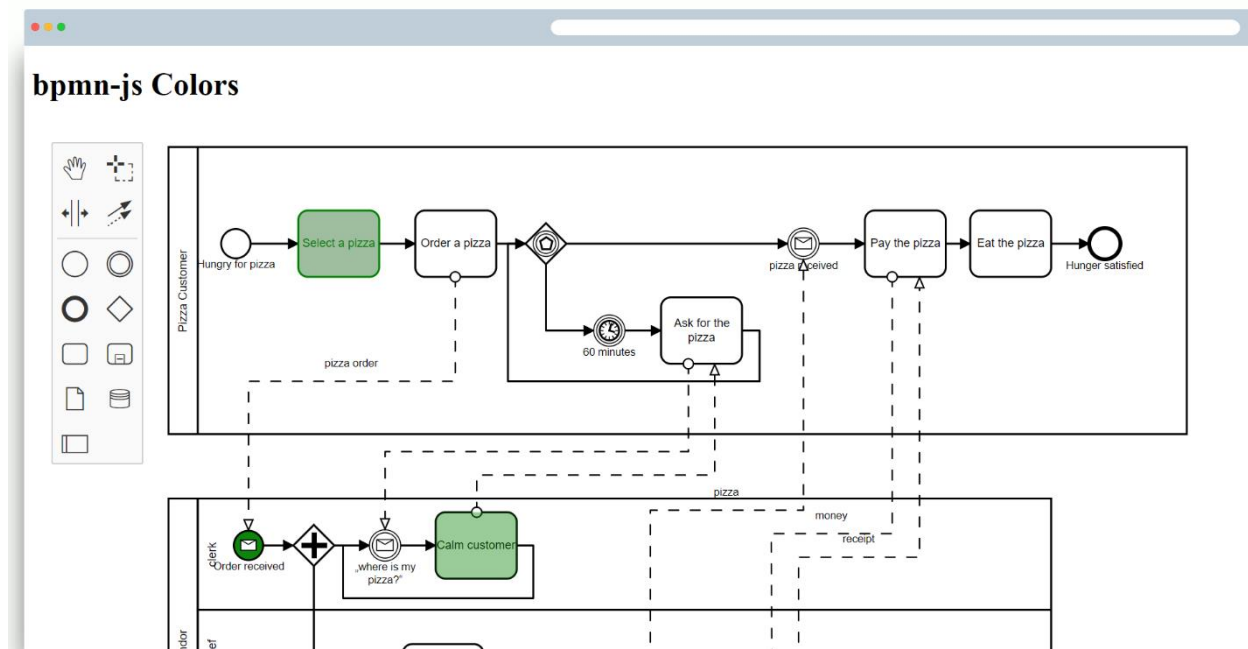 bpmn-js Colors
Pizza Customer
Hungry for pizza
Select a pizza
Order a pizza
pizza received
Pay the pizza
Eat the pizza
Hunger satisfied
60 minutes
Ask for the
pizza
pizza order
pizza
money
receipt
clerk
Order received
„where is my
pizza?“
Calm customer